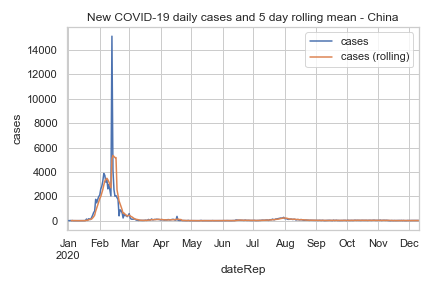 New COVID-19 daily cases and 5 day rolling mean - China
cases
cases (rolling)
cases
14000
12000
10000
8000
6000
4000
2000
0
Jan Feb Mar Apr May Jun Jul Aug Sep Oct Nov Dec
2020
dateRep